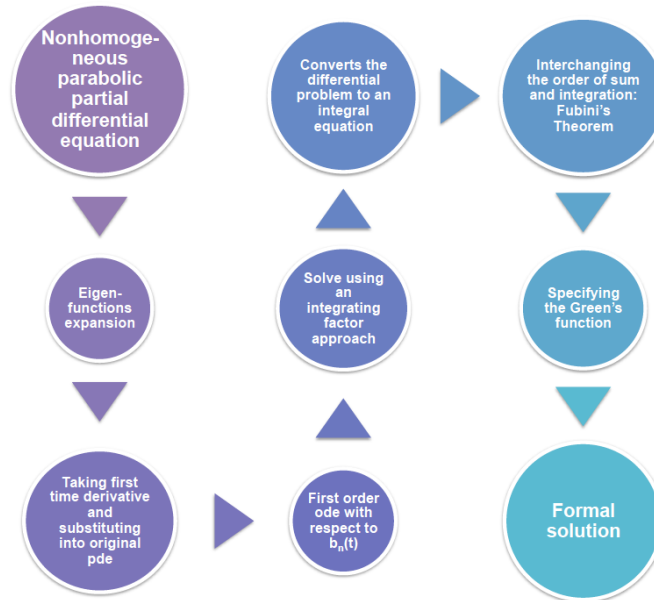 Nonhomoge-
neous
parabolic
partial
differential
equation
Eigen-
functions
expansion
Taking first
time derivative
and
substituting
into original
pde
First order
ode with
respect to
bn(t)
Solve using
an
integrating
factor
approach
Converts the
differential
problem to an
integral
equation
Interchanging
the order of sum
and integration:
Fubini's
Theorem
Specifying
the Green's
function
Formal
solution